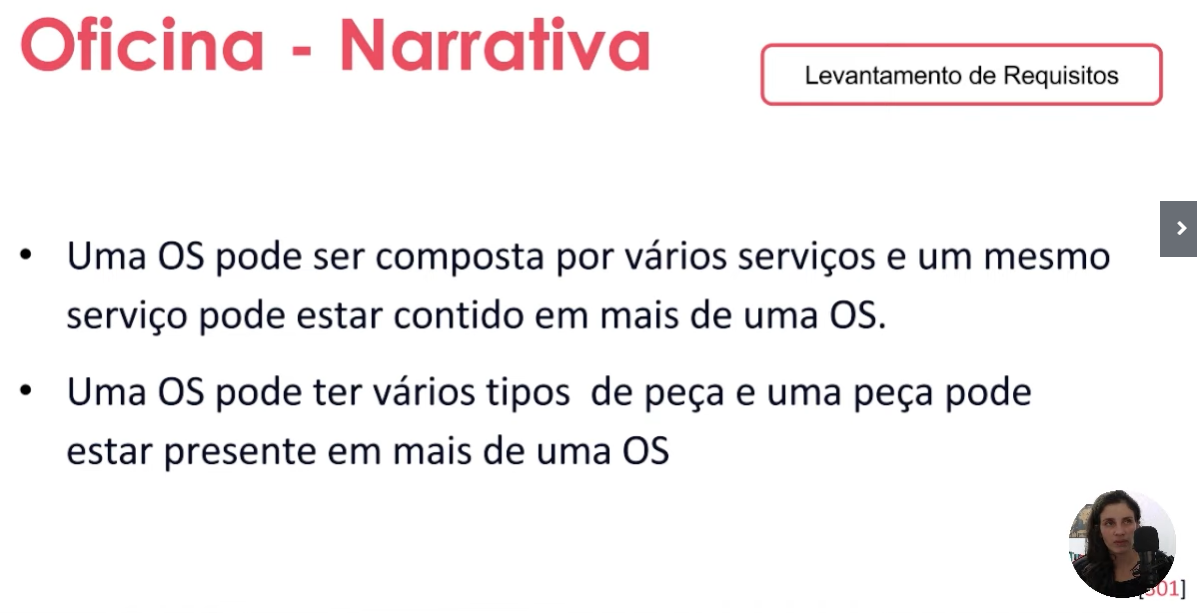 Oficina - Narrativa
Levantamento de Requisitos
• Uma OS pode ser composta por vários serviços e um mesmo
serviço pode estar contido em mais de uma OS.
• Uma OS pode ter vários tipos de peça e uma peça pode
estar presente em mais de uma OS